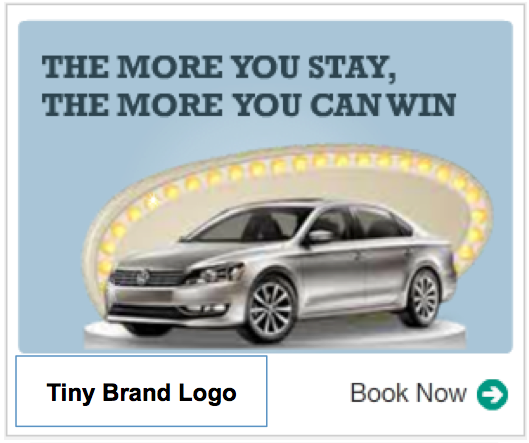 THE MORE YOU STAY,
THE MORE YOU CAN WIN
Tiny Brand Logo
Book Now